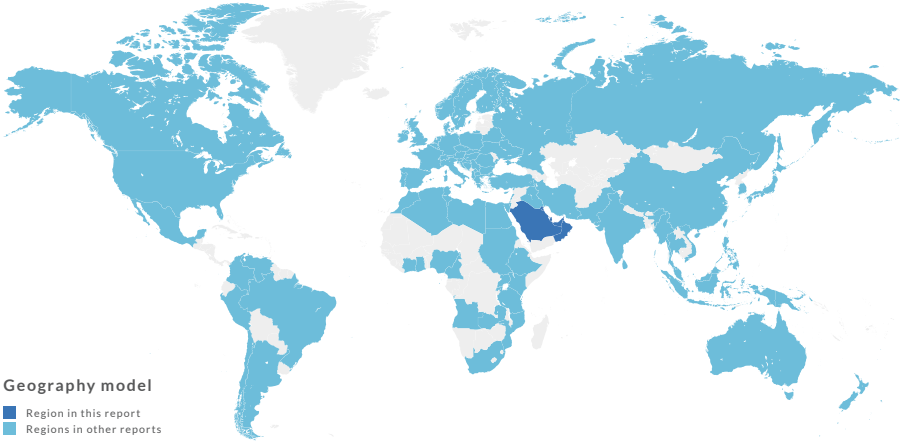 Geography model
Region in this report
Regions in other reports